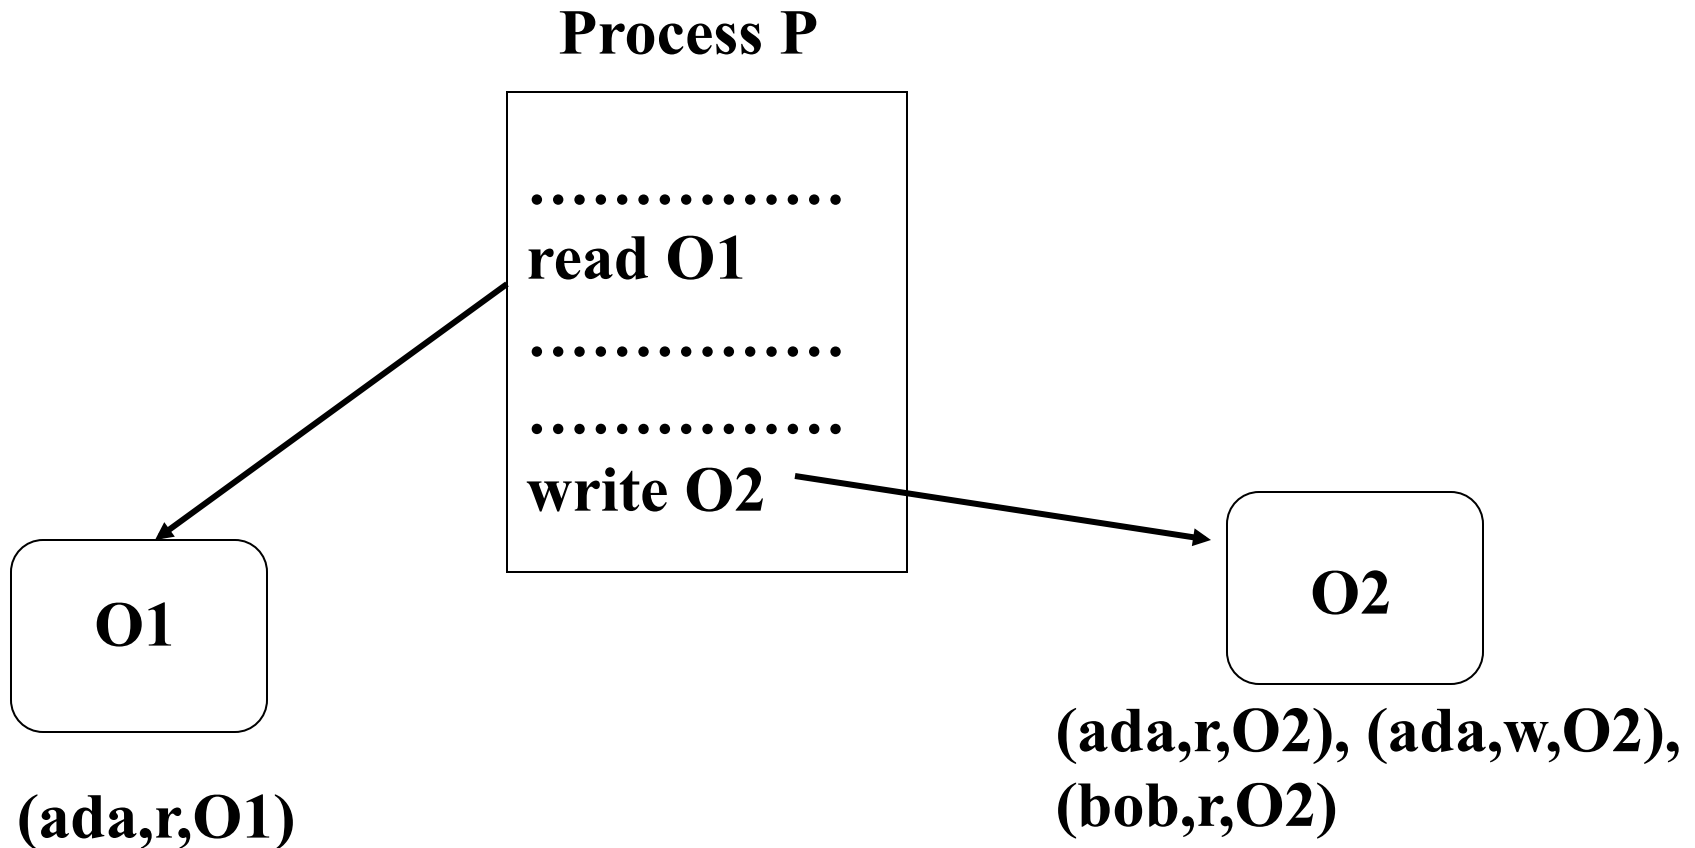 Process P
...............
read O1
...............
...............
write O2
O1
O2
(ada,r,O2), (ada,w,O2),
(bob,r,O2)
(ada,r,O1)